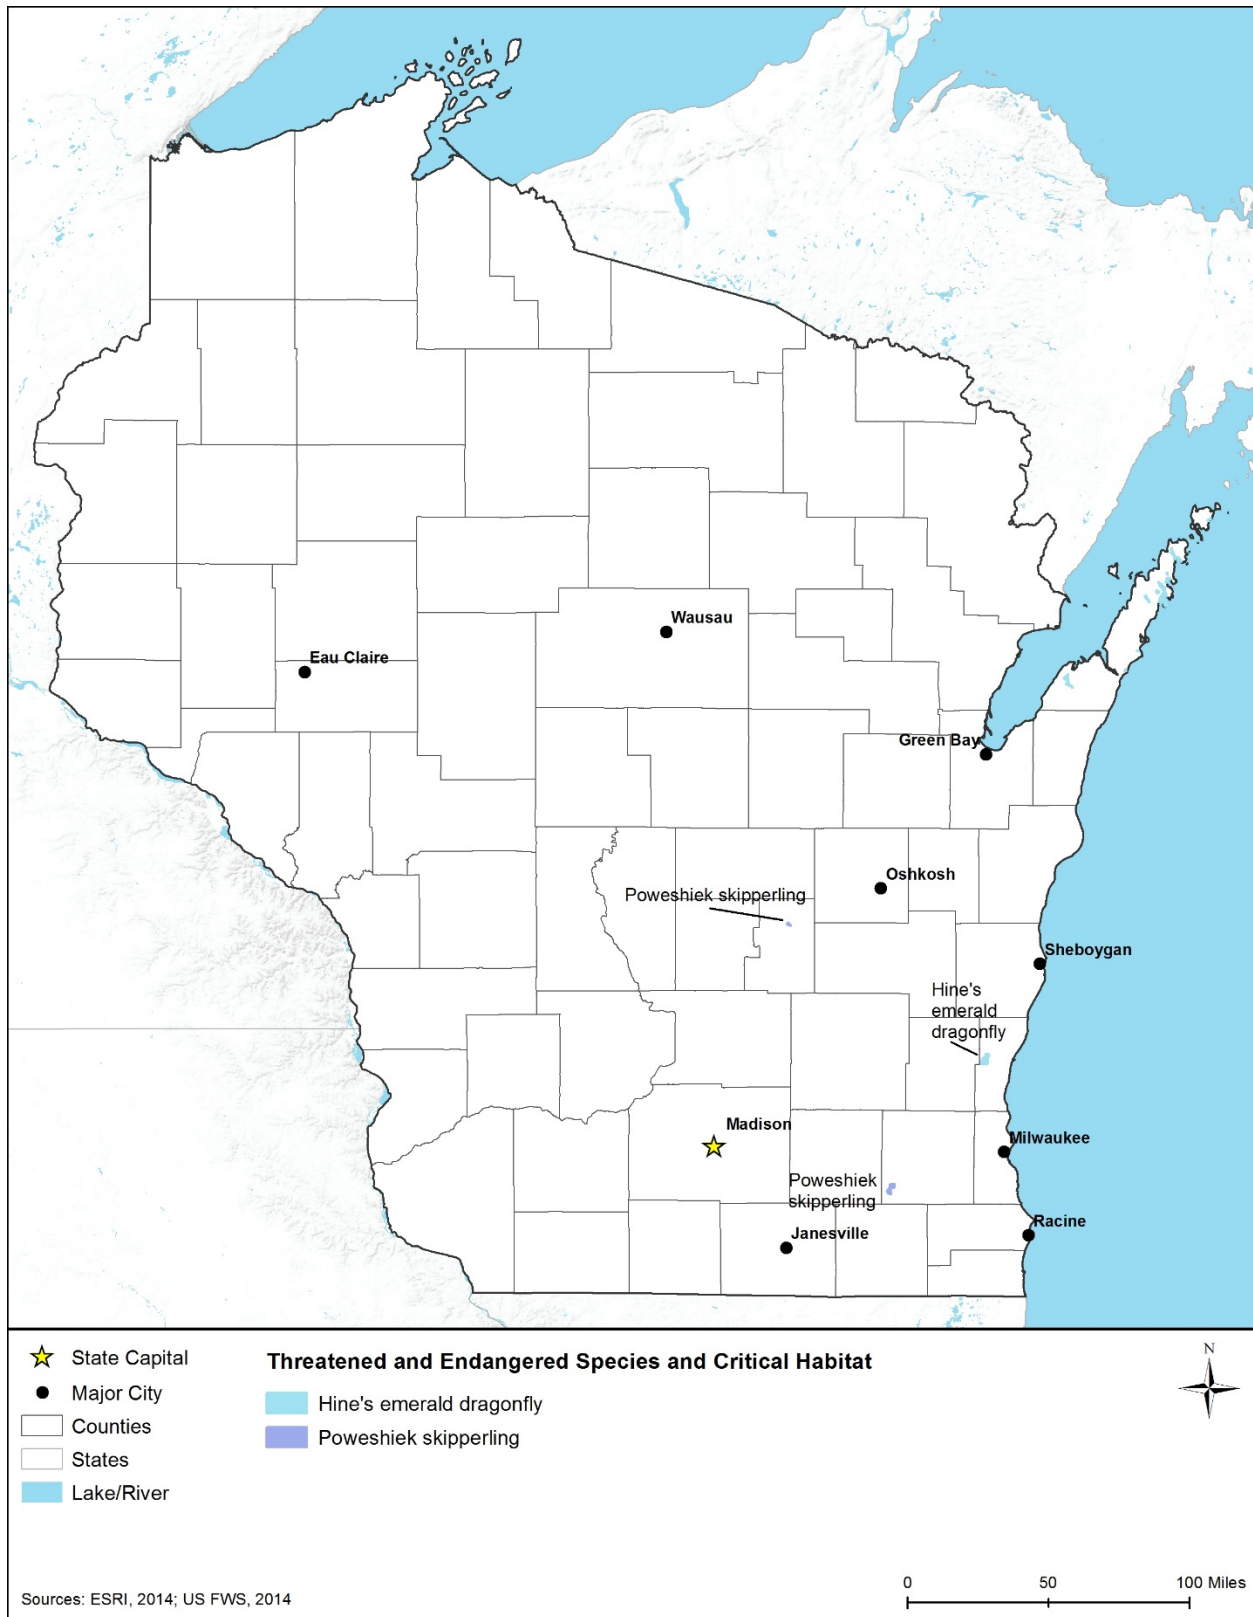 Wausau
Eau Claire
Green Bay
Oshkosh
Poweshiek skipperling
Sheboygan
Hine's
emerald
dragonfly
Madison
Milwaukee
Poweshiek
skipperling
Racine
Janesville
State Capital
Major City
Counties
States
Lake/River
Threatened and Endangered Species and Critical Habitat
Hine's emerald dragonfly
Poweshiek skipperling
N
Sources: ESRI, 2014; US FWS, 2014
0 50 100 Miles